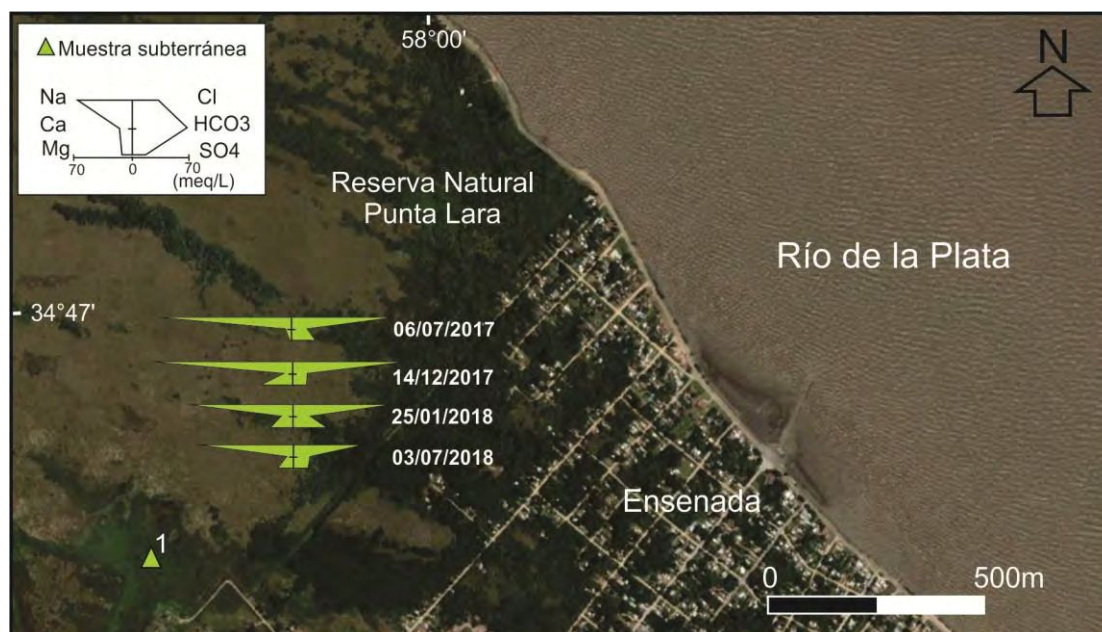 Muestra subterránea
Na Cl
Ca HCO3
Mg SO4
70 0 70
(meq/L)
58°00'
N
Reserva Natural
Punta Lara
Río de la Plata
34°47'
06/07/2017
14/12/2017
25/01/2018
03/07/2018
Ensenada
1
0 500m